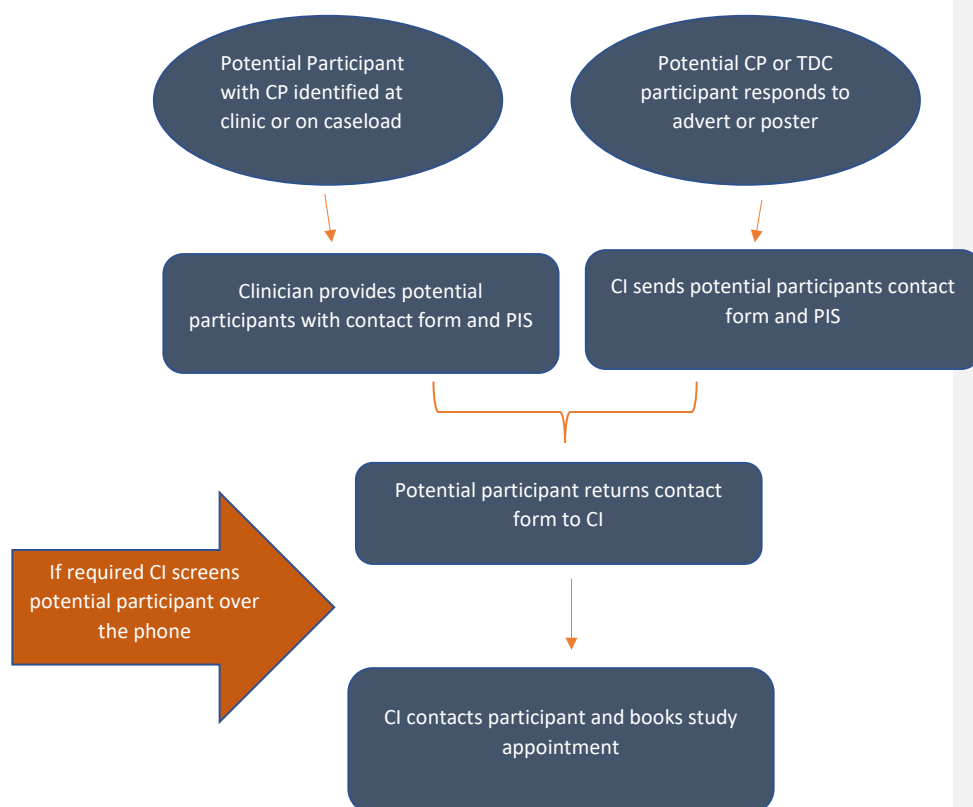 Potential Participant
with CP identified at
clinic or on caseload
Potential CP or TDC
participant responds to
advert or poster
Clinician provides potential
participants with contact form and PIS
CI sends potential participants contact
form and PIS
Potential participant returns contact
form to CI
If required CI screens
potential participant over
the phone
CI contacts participant and books study
appointment